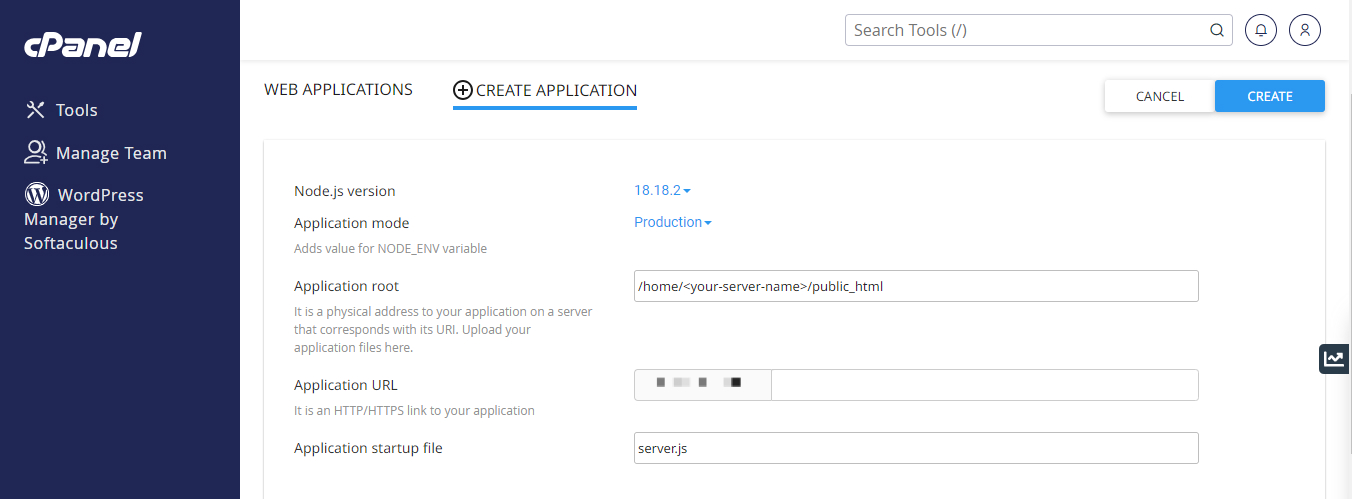 cPanel
Search Tools (/)
Tools
Manage Team
WordPress
Manager by
Softaculous
WEB APPLICATIONS
CREATE APPLICATION
CANCEL
CREATE
Node.js version
18.18.2
Application mode
Production
Adds value for NODE_ENV variable
Application root
/home/<your-server-name>/public_html
It is a physical address to your application on a server
that corresponds with its URI. Upload your
application files here.
Application URL
It is an HTTP/HTTPS link to your application
Application startup file
server.js